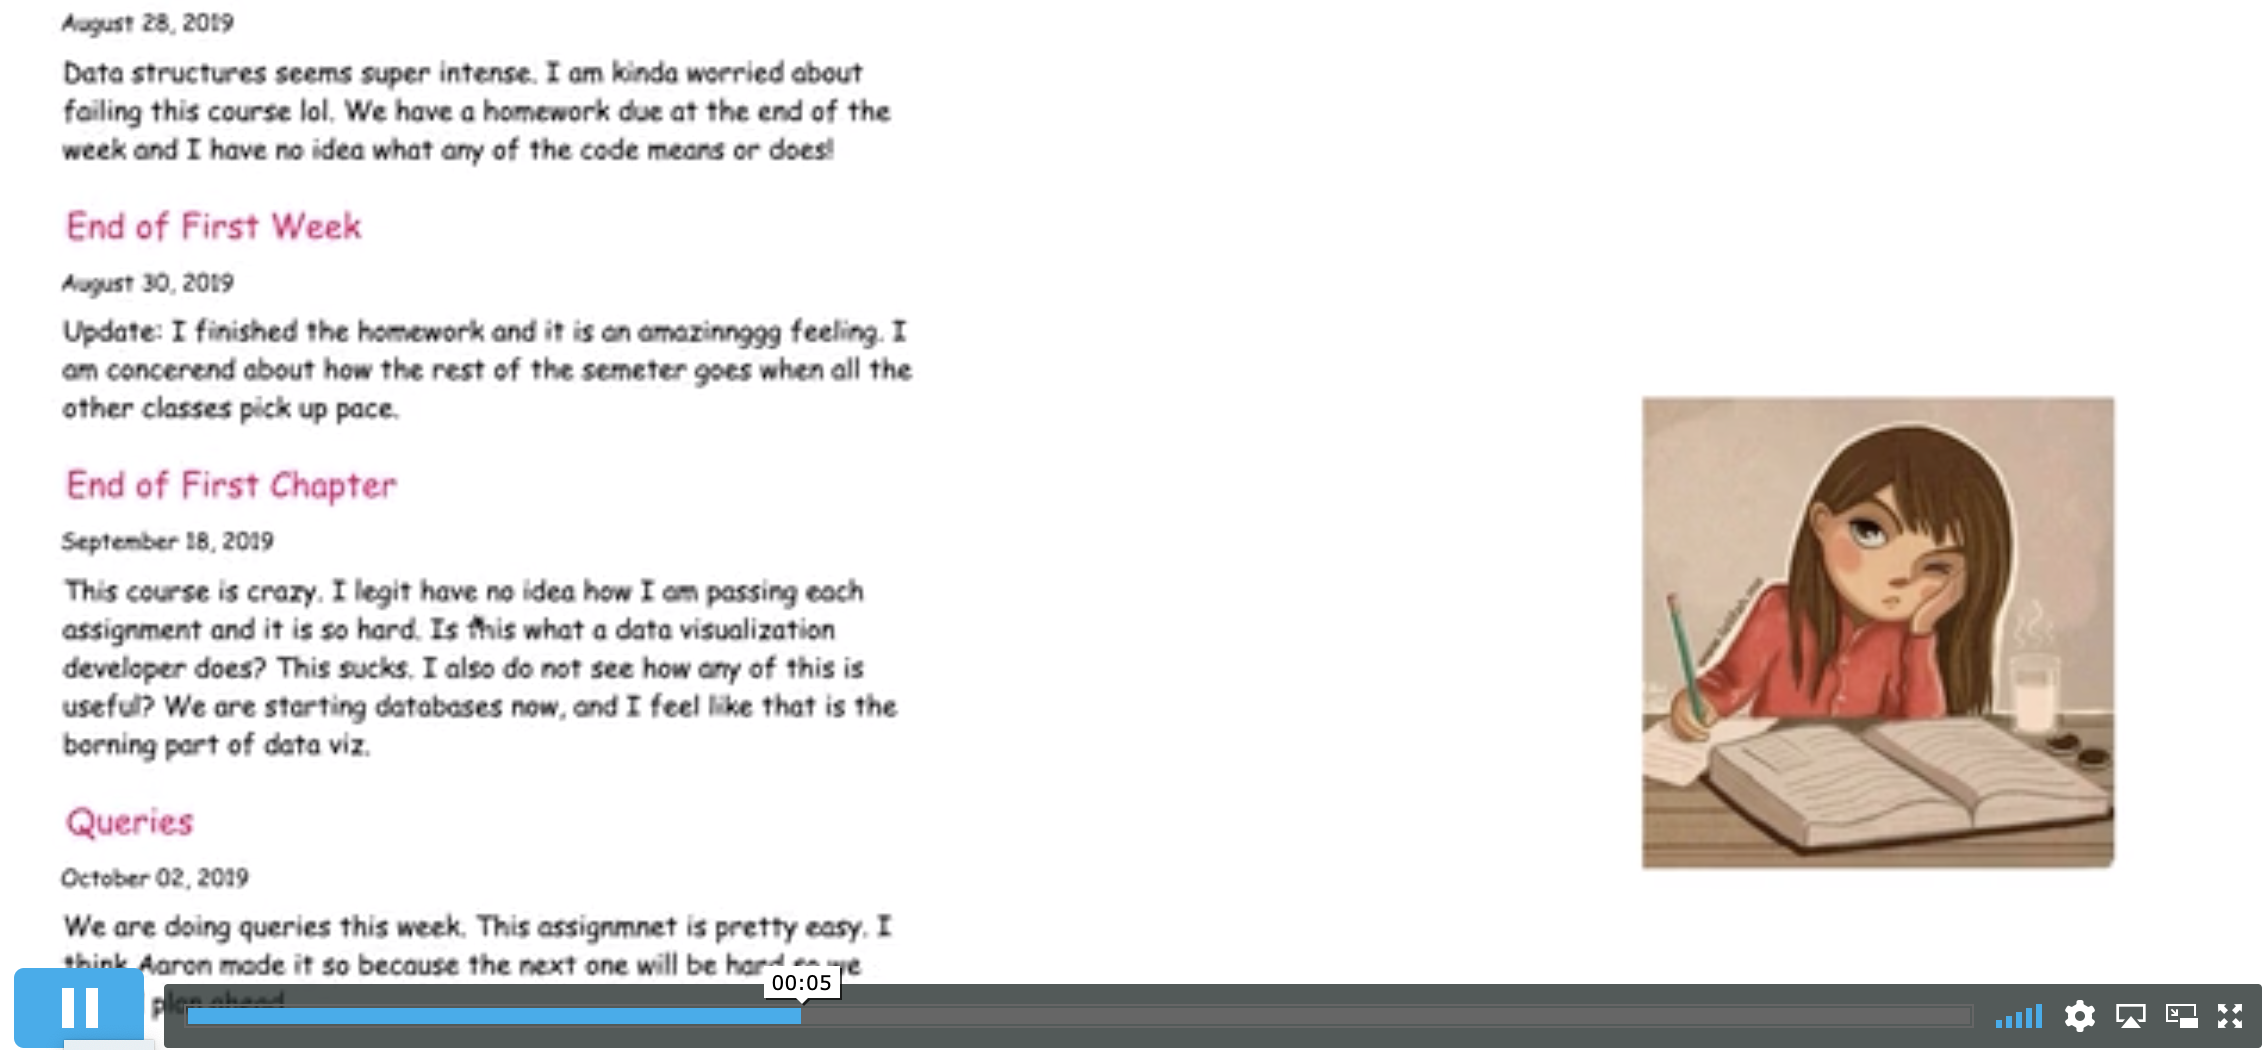 August 28, 2019
Data structures seems super intense. I am kinda worried about
failing this course lol. We have a homework due at the end of the
week and I have no idea what any of the code means or does!
End of First Week
August 30, 2019
Update: I finished the homework and it is an amazinnggg feeling. I
am concerend about how the rest of the semeter goes when all the
other classes pick up pace.
End of First Chapter
September 18, 2019
This course is crazy. I legit have no idea how I am passing each
assignment and it is so hard. Is this what a data visualization
developer does? This sucks. I also do not see how any of this is
useful? We are starting databases now, and I feel like that is the
borning part of data viz.
Queries
October 02, 2019
We are doing queries this week. This assignmnet is pretty easy. I
think Aaron made it so because the next one will be hard so we
plan ahead
00:05